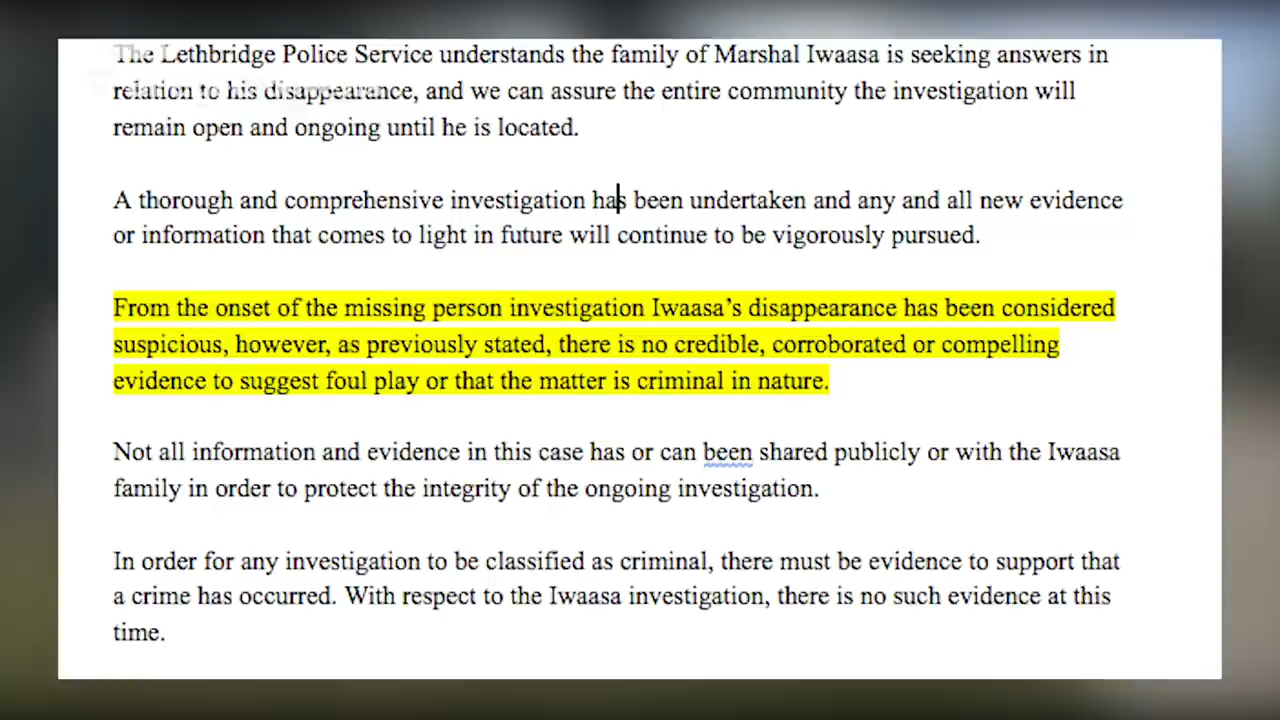 The Lethbridge Police Service understands the family of Marshal Iwaasa is seeking answers in
relation to his disappearance, and we can assure the entire community the investigation will
remain open and ongoing until he is located.
A thorough and comprehensive investigation has been undertaken and any and all new evidence
or information that comes to light in future will continue to be vigorously pursued.
From the onset of the missing person investigation Iwaasa’s disappearance has been considered
suspicious, however, as previously stated, there is no credible, corroborated or compelling
evidence to suggest foul play or that the matter is criminal in nature.
Not all information and evidence in this case has or can been shared publicly or with the Iwaasa
family in order to protect the integrity of the ongoing investigation.
In order for any investigation to be classified as criminal, there must be evidence to support that
a crime has occurred. With respect to the Iwaasa investigation, there is no such evidence at this
time.